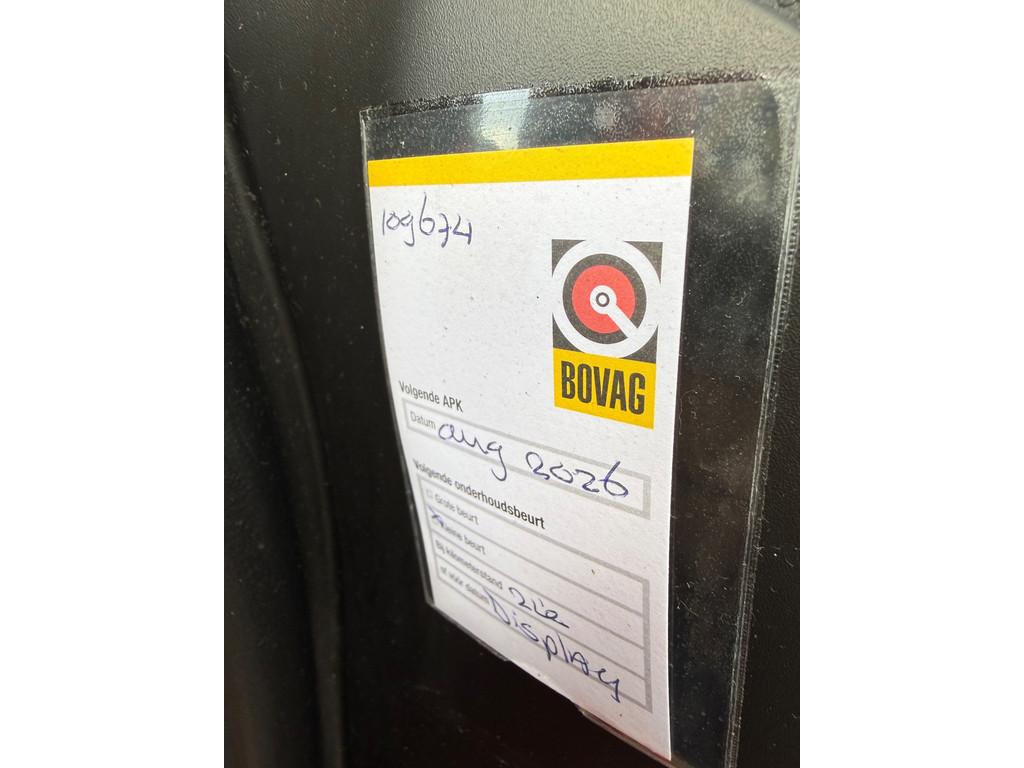 109674
BOVAG
Volgende APK
Datum aug 2026
Volgende onderhoudsbeurt
Grote beurt
Kleine beurt
Bij kilometerstand zie
of vóór datum Display